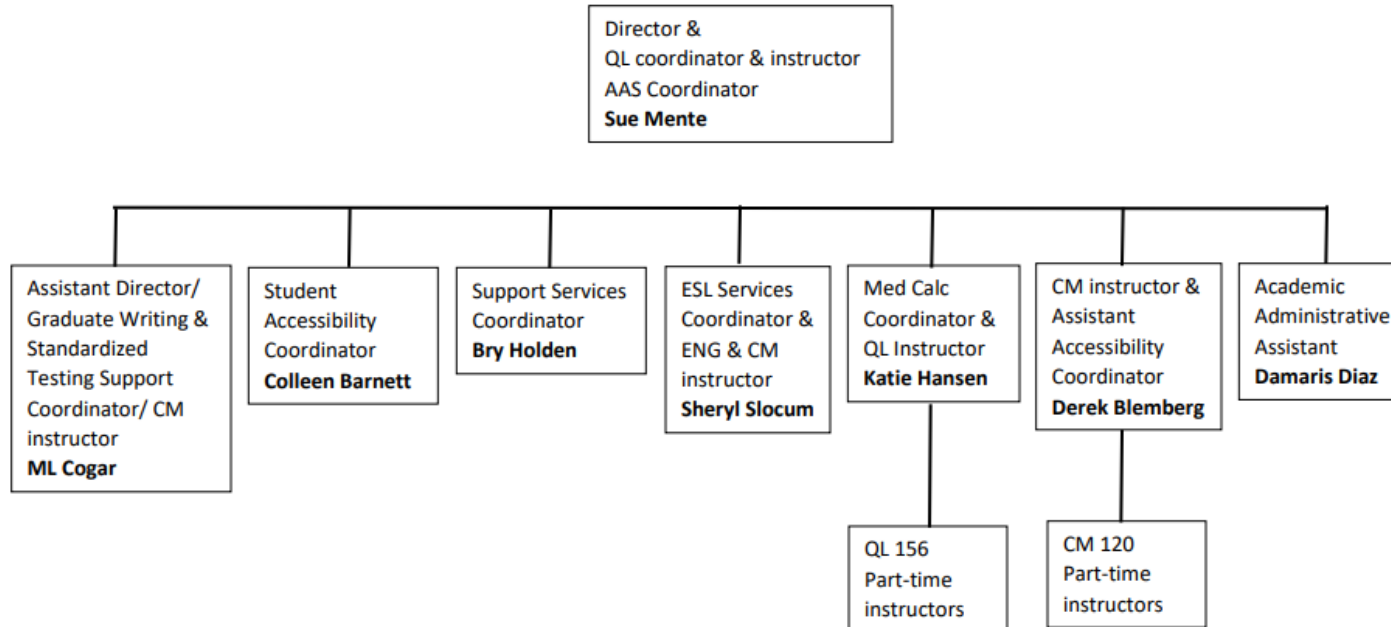 Director &
QL coordinator & instructor
AAS Coordinator
Sue Mente
Assistant Director/
Graduate Writing &
Standardized
Testing Support
Coordinator/ CM
instructor
ML Cogar
Student
Accessibility
Coordinator
Colleen Barnett
Support Services
Coordinator
Bry Holden
ESL Services
Coordinator &
ENG & CM
instructor
Sheryl Slocum
Med Calc
Coordinator &
QL Instructor
Katie Hansen
CM instructor &
Assistant
Accessibility
Coordinator
Derek Blemberg
Academic
Administrative
Assistant
Damaris Diaz
QL 156
Part-time
instructors
CM 120
Part-time
instructors